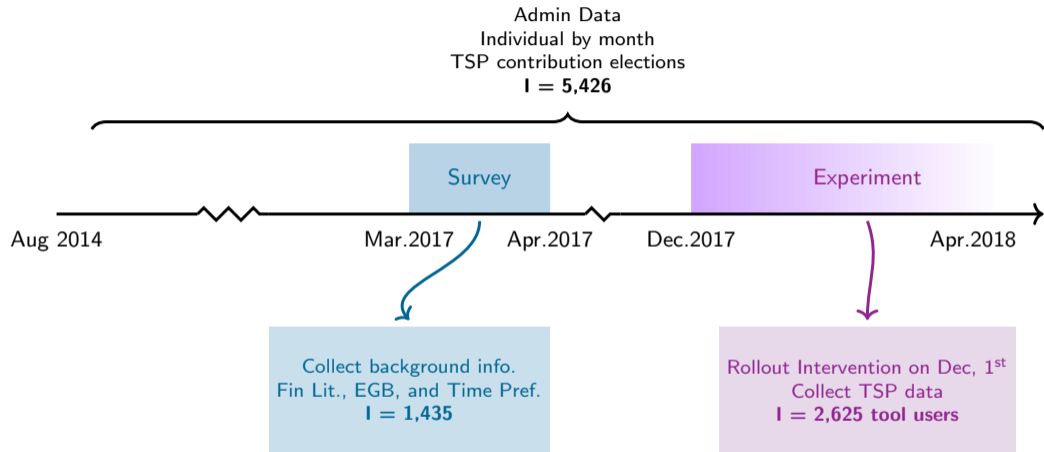 Admin Data
Individual by month
TSP contribution elections
I = 5,426
Survey
Experiment
Aug 2014
Mar.2017
Apr.2017
Dec.2017
Apr.2018
Collect background info.
Fin Lit., EGB, and Time Pref.
I = 1,435
Rollout Intervention on Dec, 1st
Collect TSP data
I = 2,625 tool users